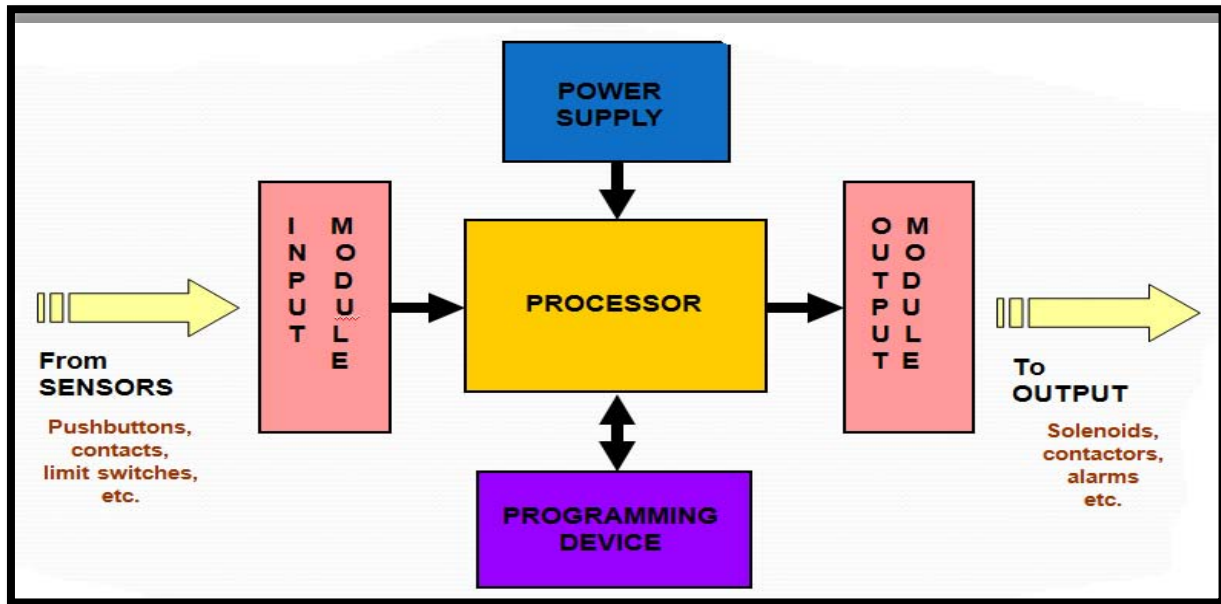 POWER
SUPPLY
INPUT
MODULE
PROCESSOR
OUTPUT
MODULE
From
SENSORS
Pushbuttons,
contacts,
limit switches,
etc.
To
OUTPUT
Solenoids,
contactors,
alarms
etc.
PROGRAMMING
DEVICE